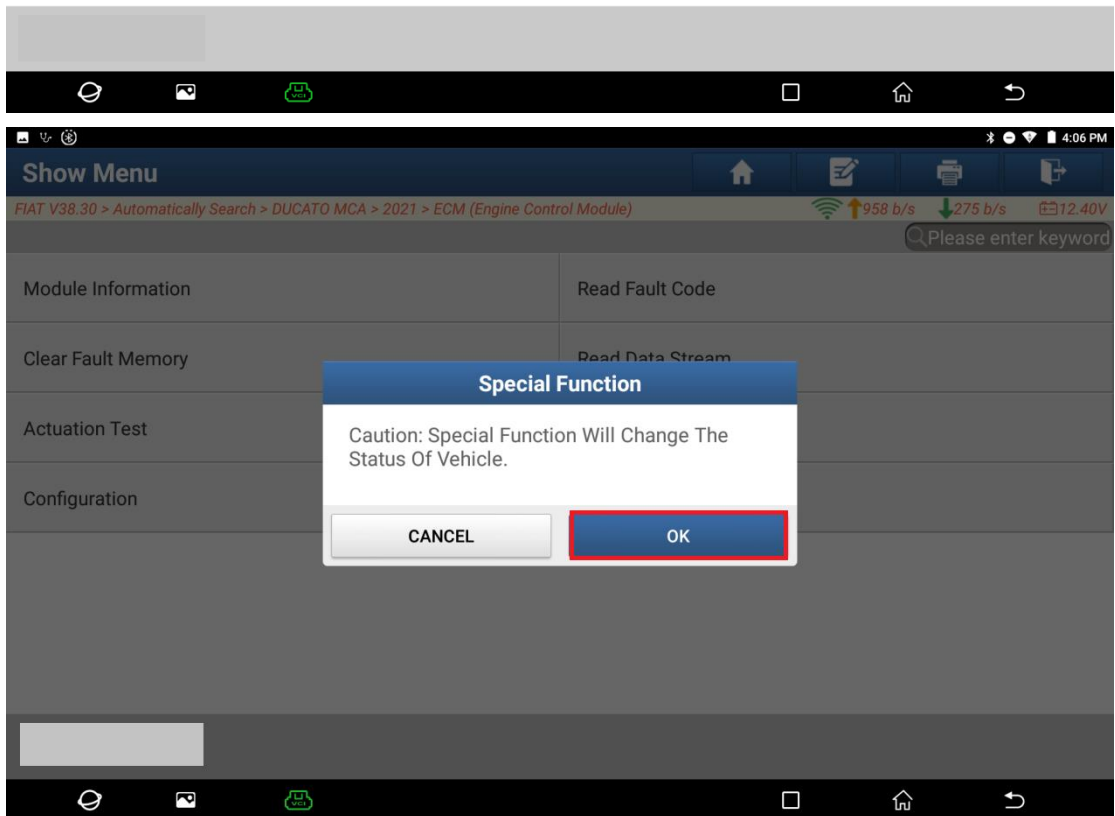 VCI
4:06 PM
Show Menu
FIAT V38.30 > Automatically Search > DUCATO MCA > 2021 > ECM (Engine Control Module)
958 b/s
275 b/s
12.40V
Please enter keyword
Module Information
Read Fault Code
Clear Fault Memory
Read Data Stream
Special Function
Actuation Test
Caution: Special Function Will Change The
Status Of Vehicle.
Configuration
CANCEL
OK
VCI